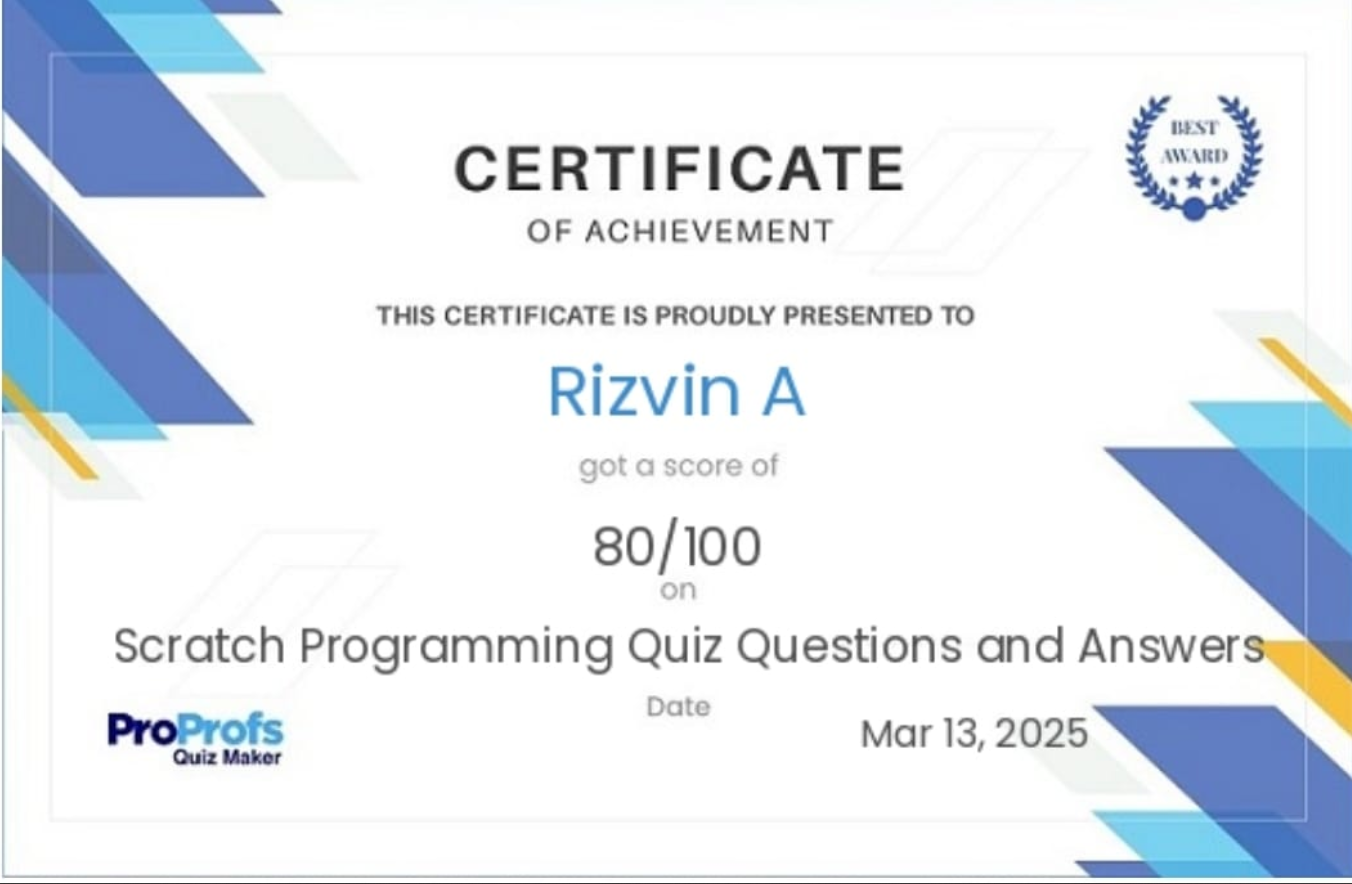 BEST
AWARD
CERTIFICATE
OF ACHIEVEMENT
THIS CERTIFICATE IS PROUDLY PRESENTED TO
Rizvin A
got a score of
80/100
on
Scratch Programming Quiz Questions and Answers
Date
Mar 13, 2025
ProProfs
Quiz Maker